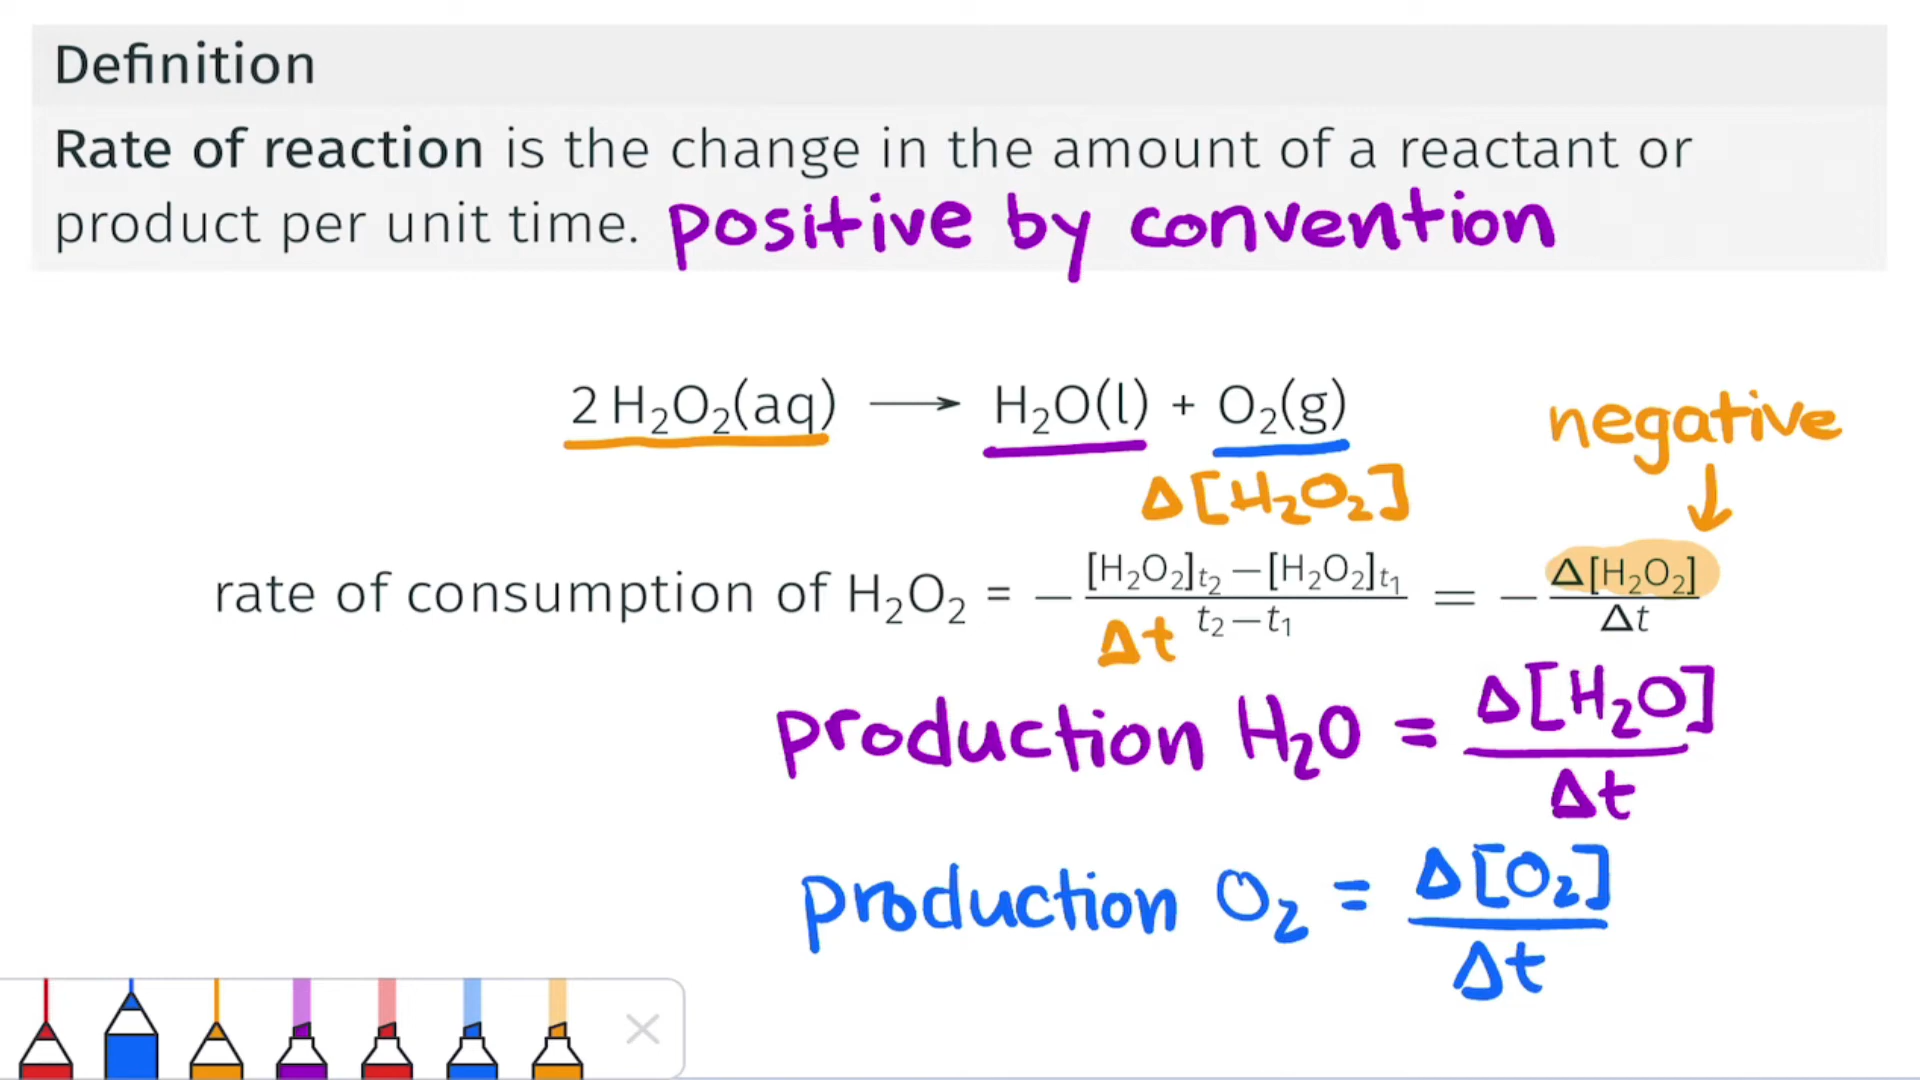 Definition
Rate of reaction is the change in the amount of a reactant or
product per unit time. positive by convention
2 H₂O₂(aq) ⟶ H₂O(l) + O₂(g)
negative
↓
Δ[H₂O₂]
rate of consumption of H₂O₂ = −([H₂O₂]t₂−[H₂O₂]t₁)/(t₂−t₁) = −Δ[H₂O₂]/Δt
Δt
production H₂O = Δ[H₂O]/Δt
production O₂ = Δ[O₂]/Δt